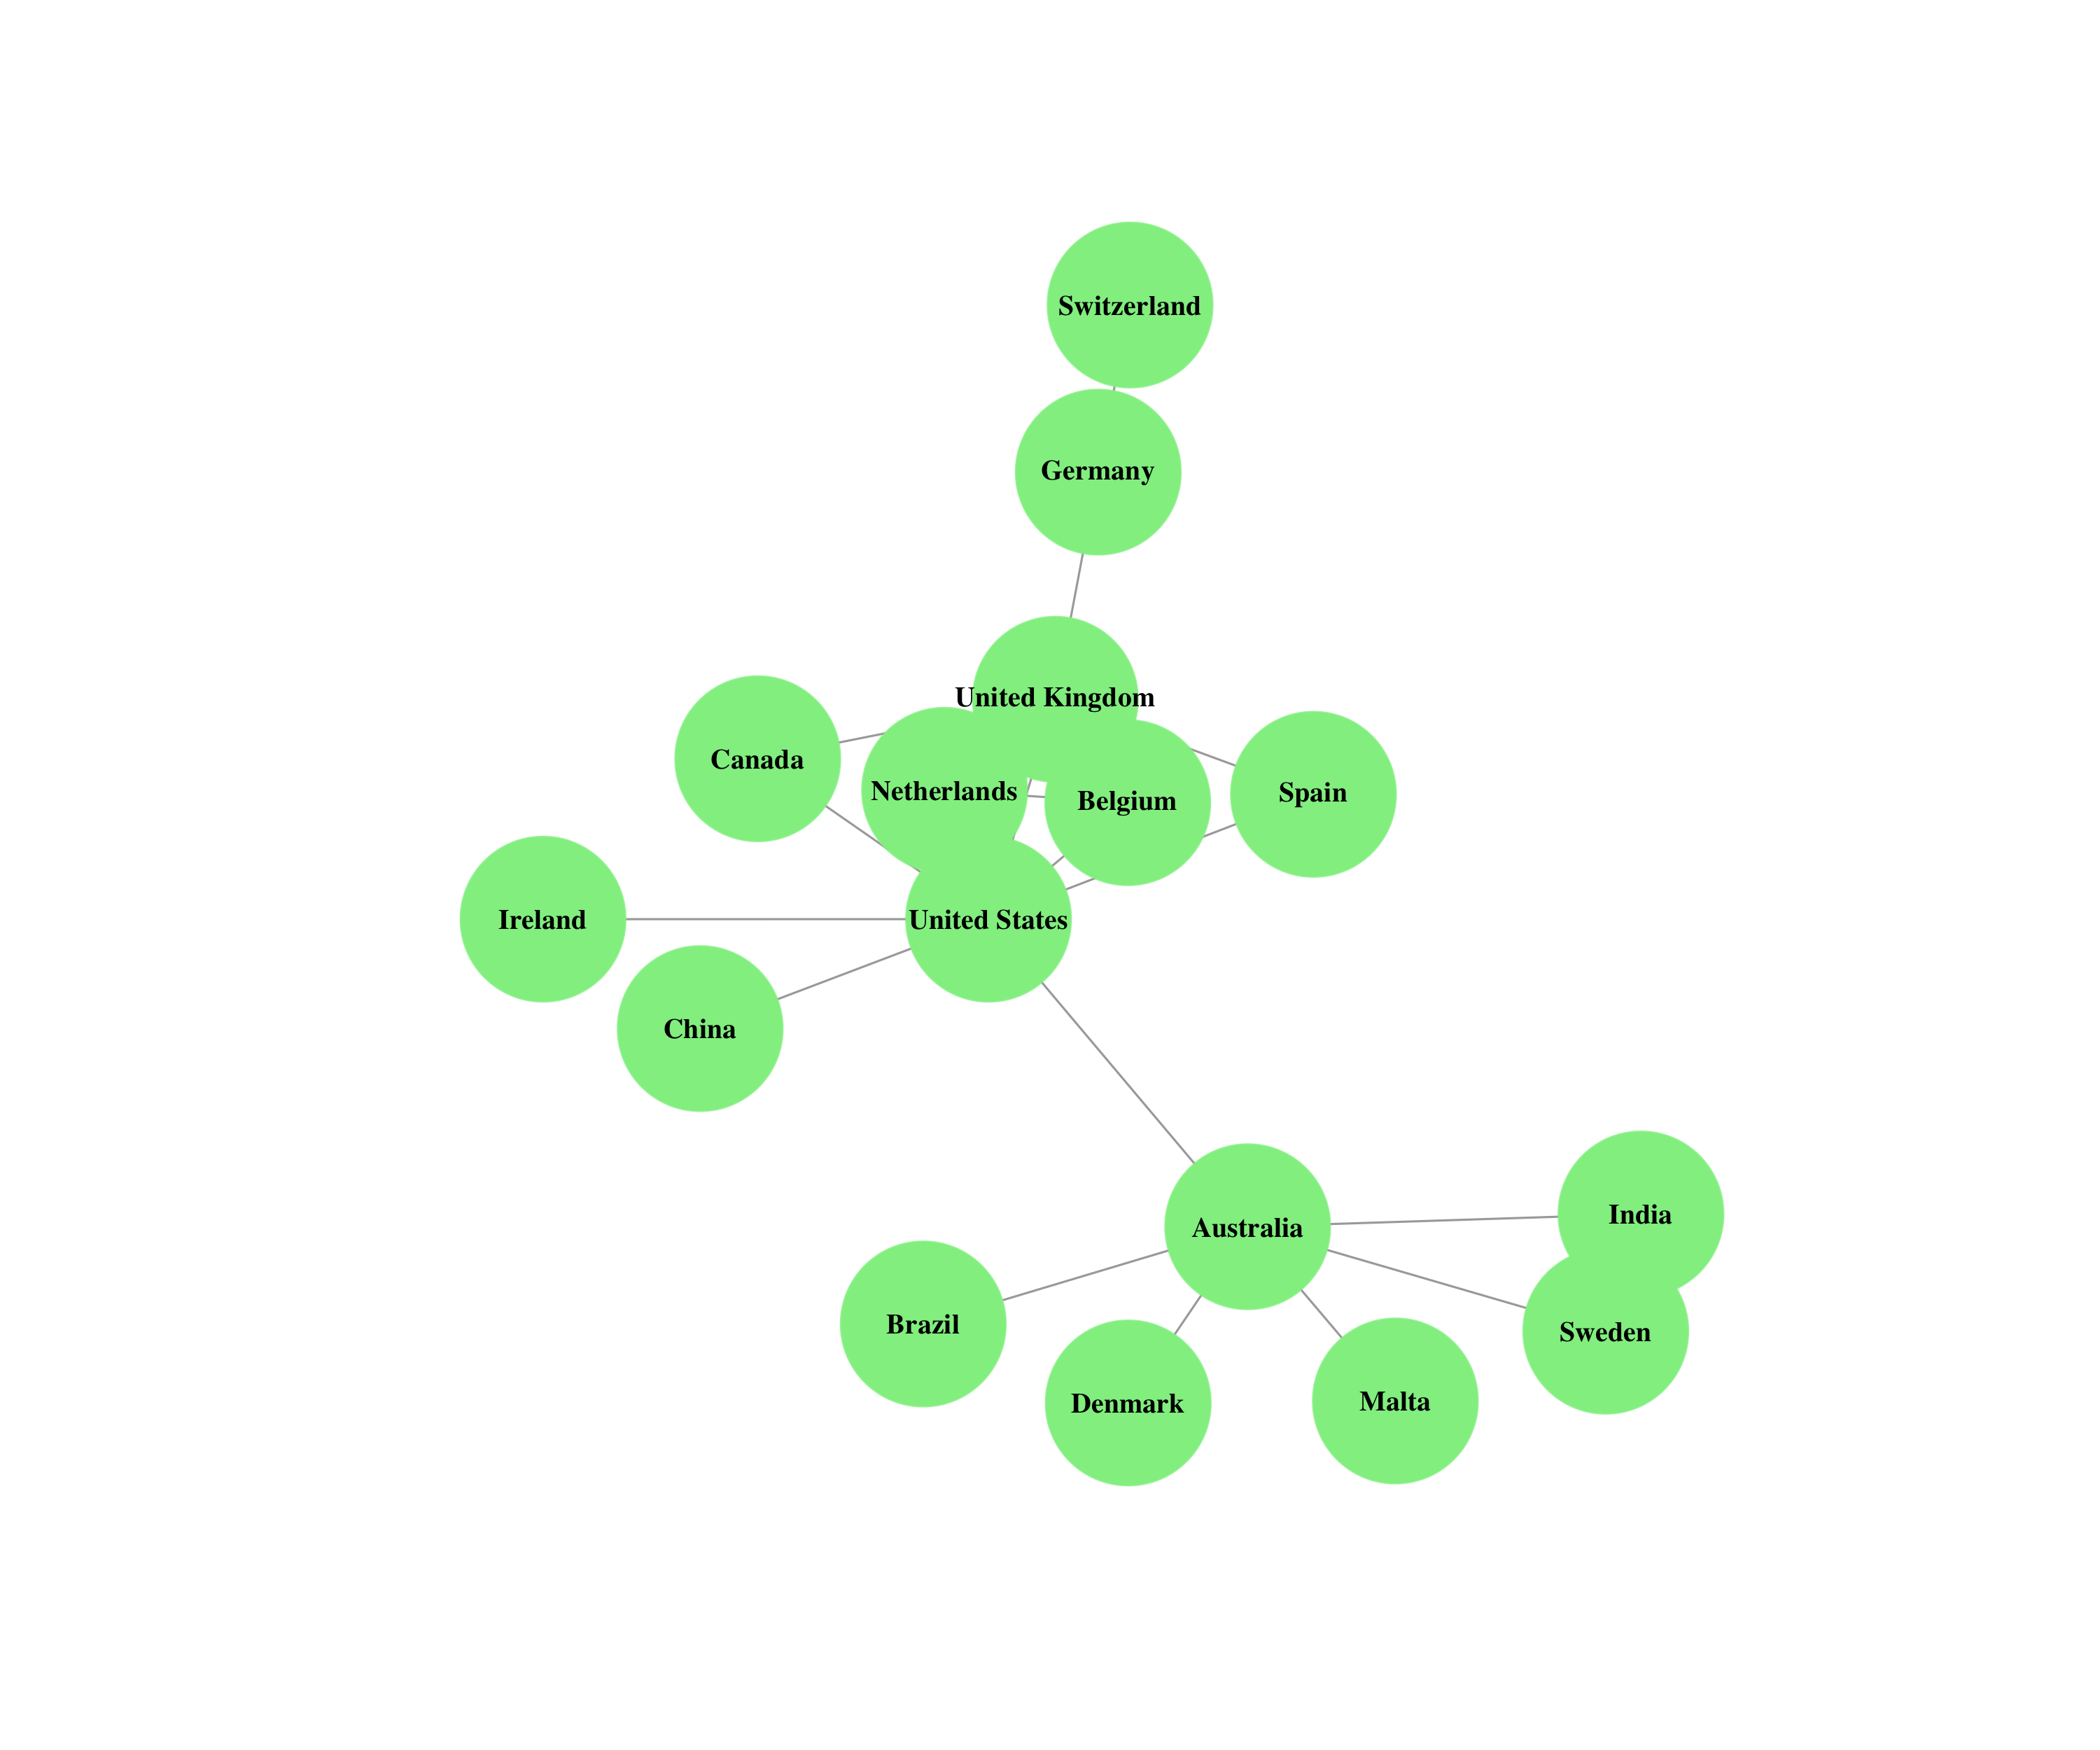 Switzerland
Germany
United Kingdom
Canada
Netherlands
Belgium
Spain
Ireland
United States
China
India
Australia
Brazil
Sweden
Denmark
Malta